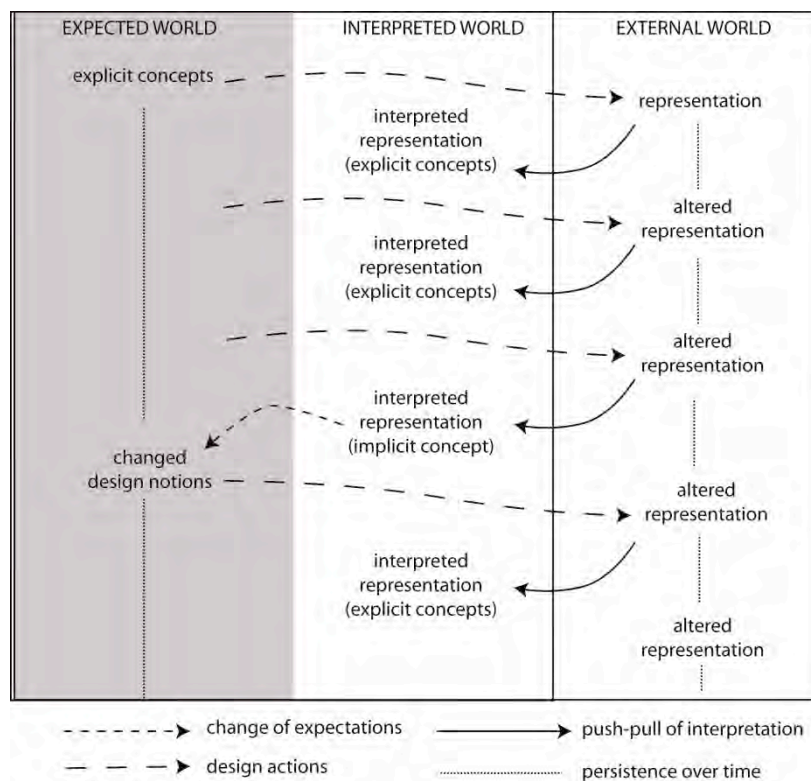 EXPECTED WORLD
INTERPRETED WORLD
EXTERNAL WORLD
explicit concepts
representation
interpreted
representation
(explicit concepts)
altered
representation
interpreted
representation
(explicit concepts)
altered
representation
interpreted
representation
(implicit concept)
changed
design notions
altered
representation
interpreted
representation
(explicit concepts)
altered
representation
change of expectations
push-pull of interpretation
design actions
persistence over time